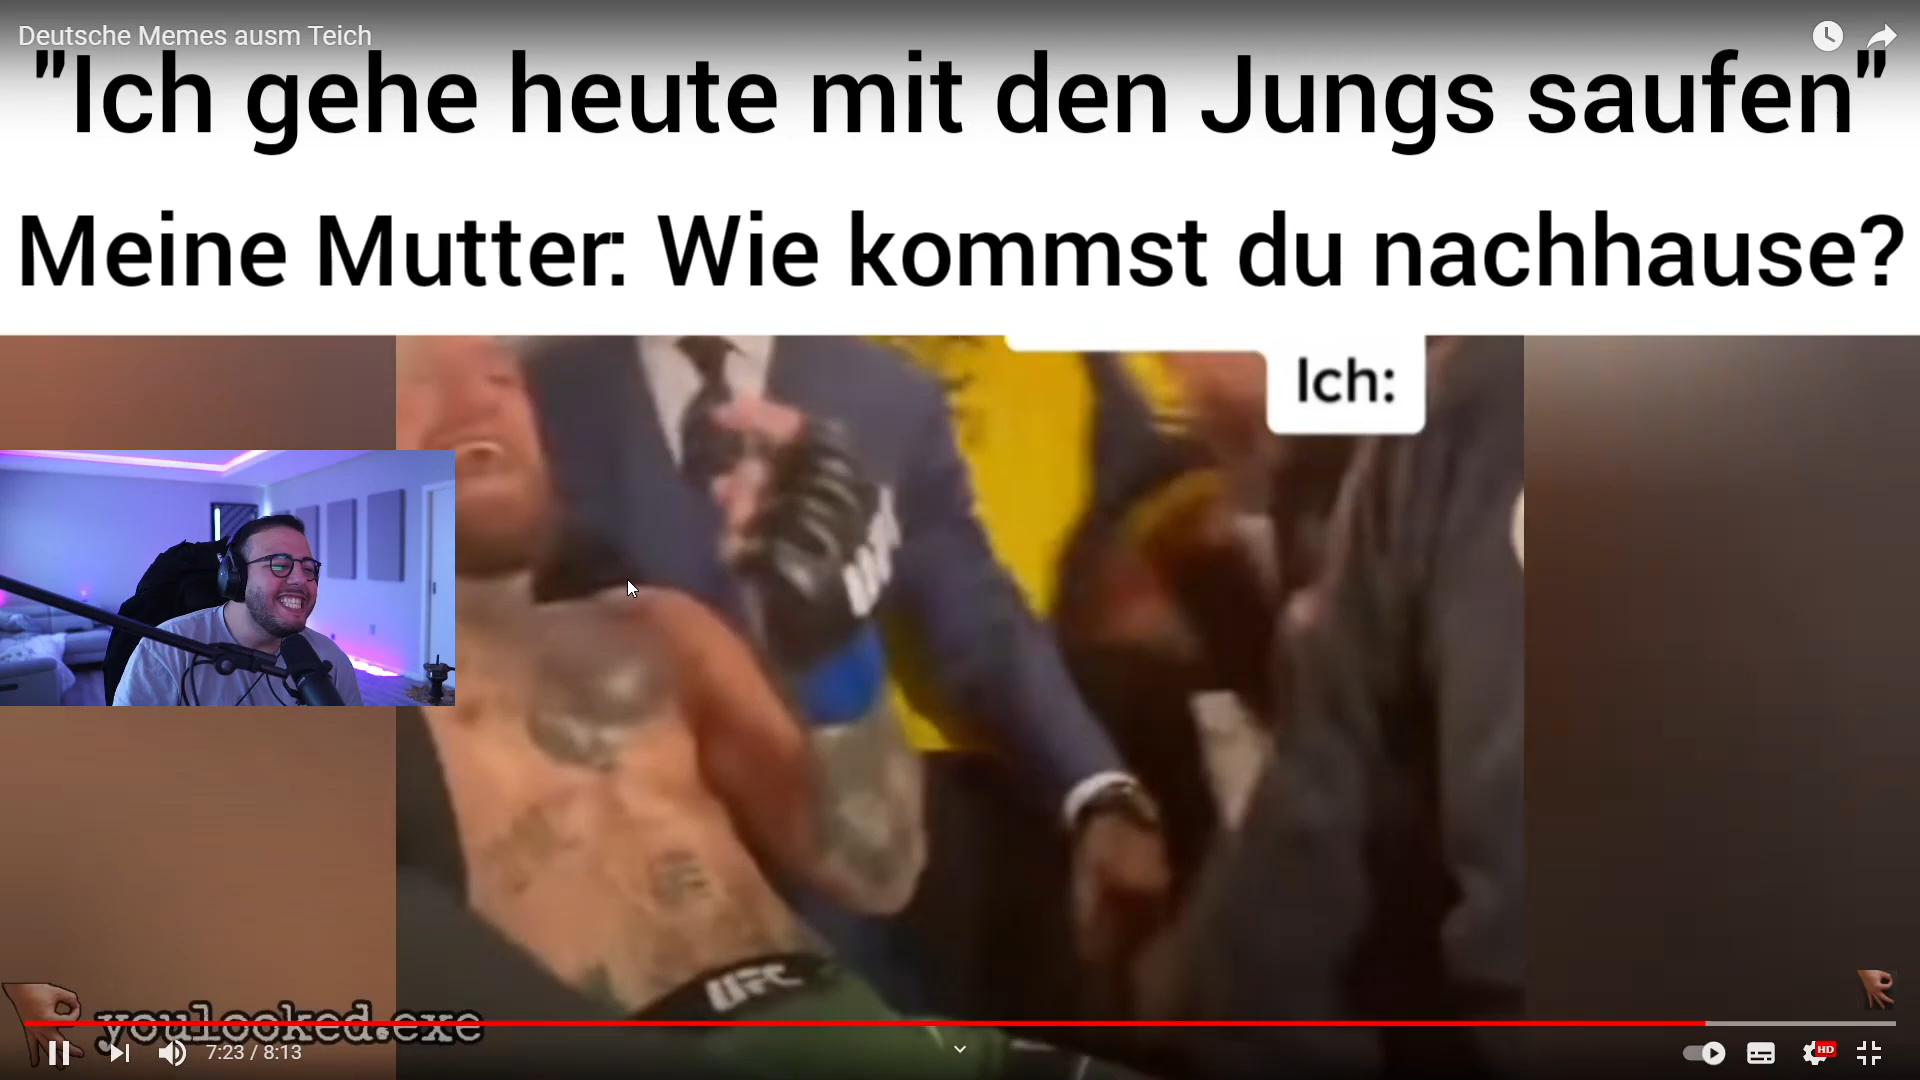 Deutsche Memes ausm Teich
"Ich gehe heute mit den Jungs saufen"
Meine Mutter: Wie kommst du nachhause?
Ich:
UFC
youlooked.exe
7:23 / 8:13
HD